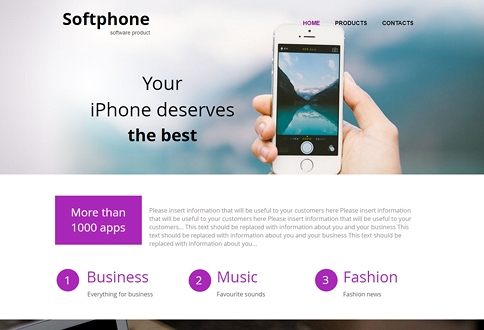 Softphone
software product
HOME PRODUCTS CONTACTS
Your
iPhone deserves
the best
More than
1000 apps
Please insert information that will be useful to your customers here Please insert information
that will be useful to your customers here Please insert information that will be useful to your
customers... This text should be replaced with information about you and your business This
text should be replaced with information about you and your business This text should be
replaced with information about you...
1 Business
Everything for business
2 Music
Favourite sounds
3 Fashion
Fashion news